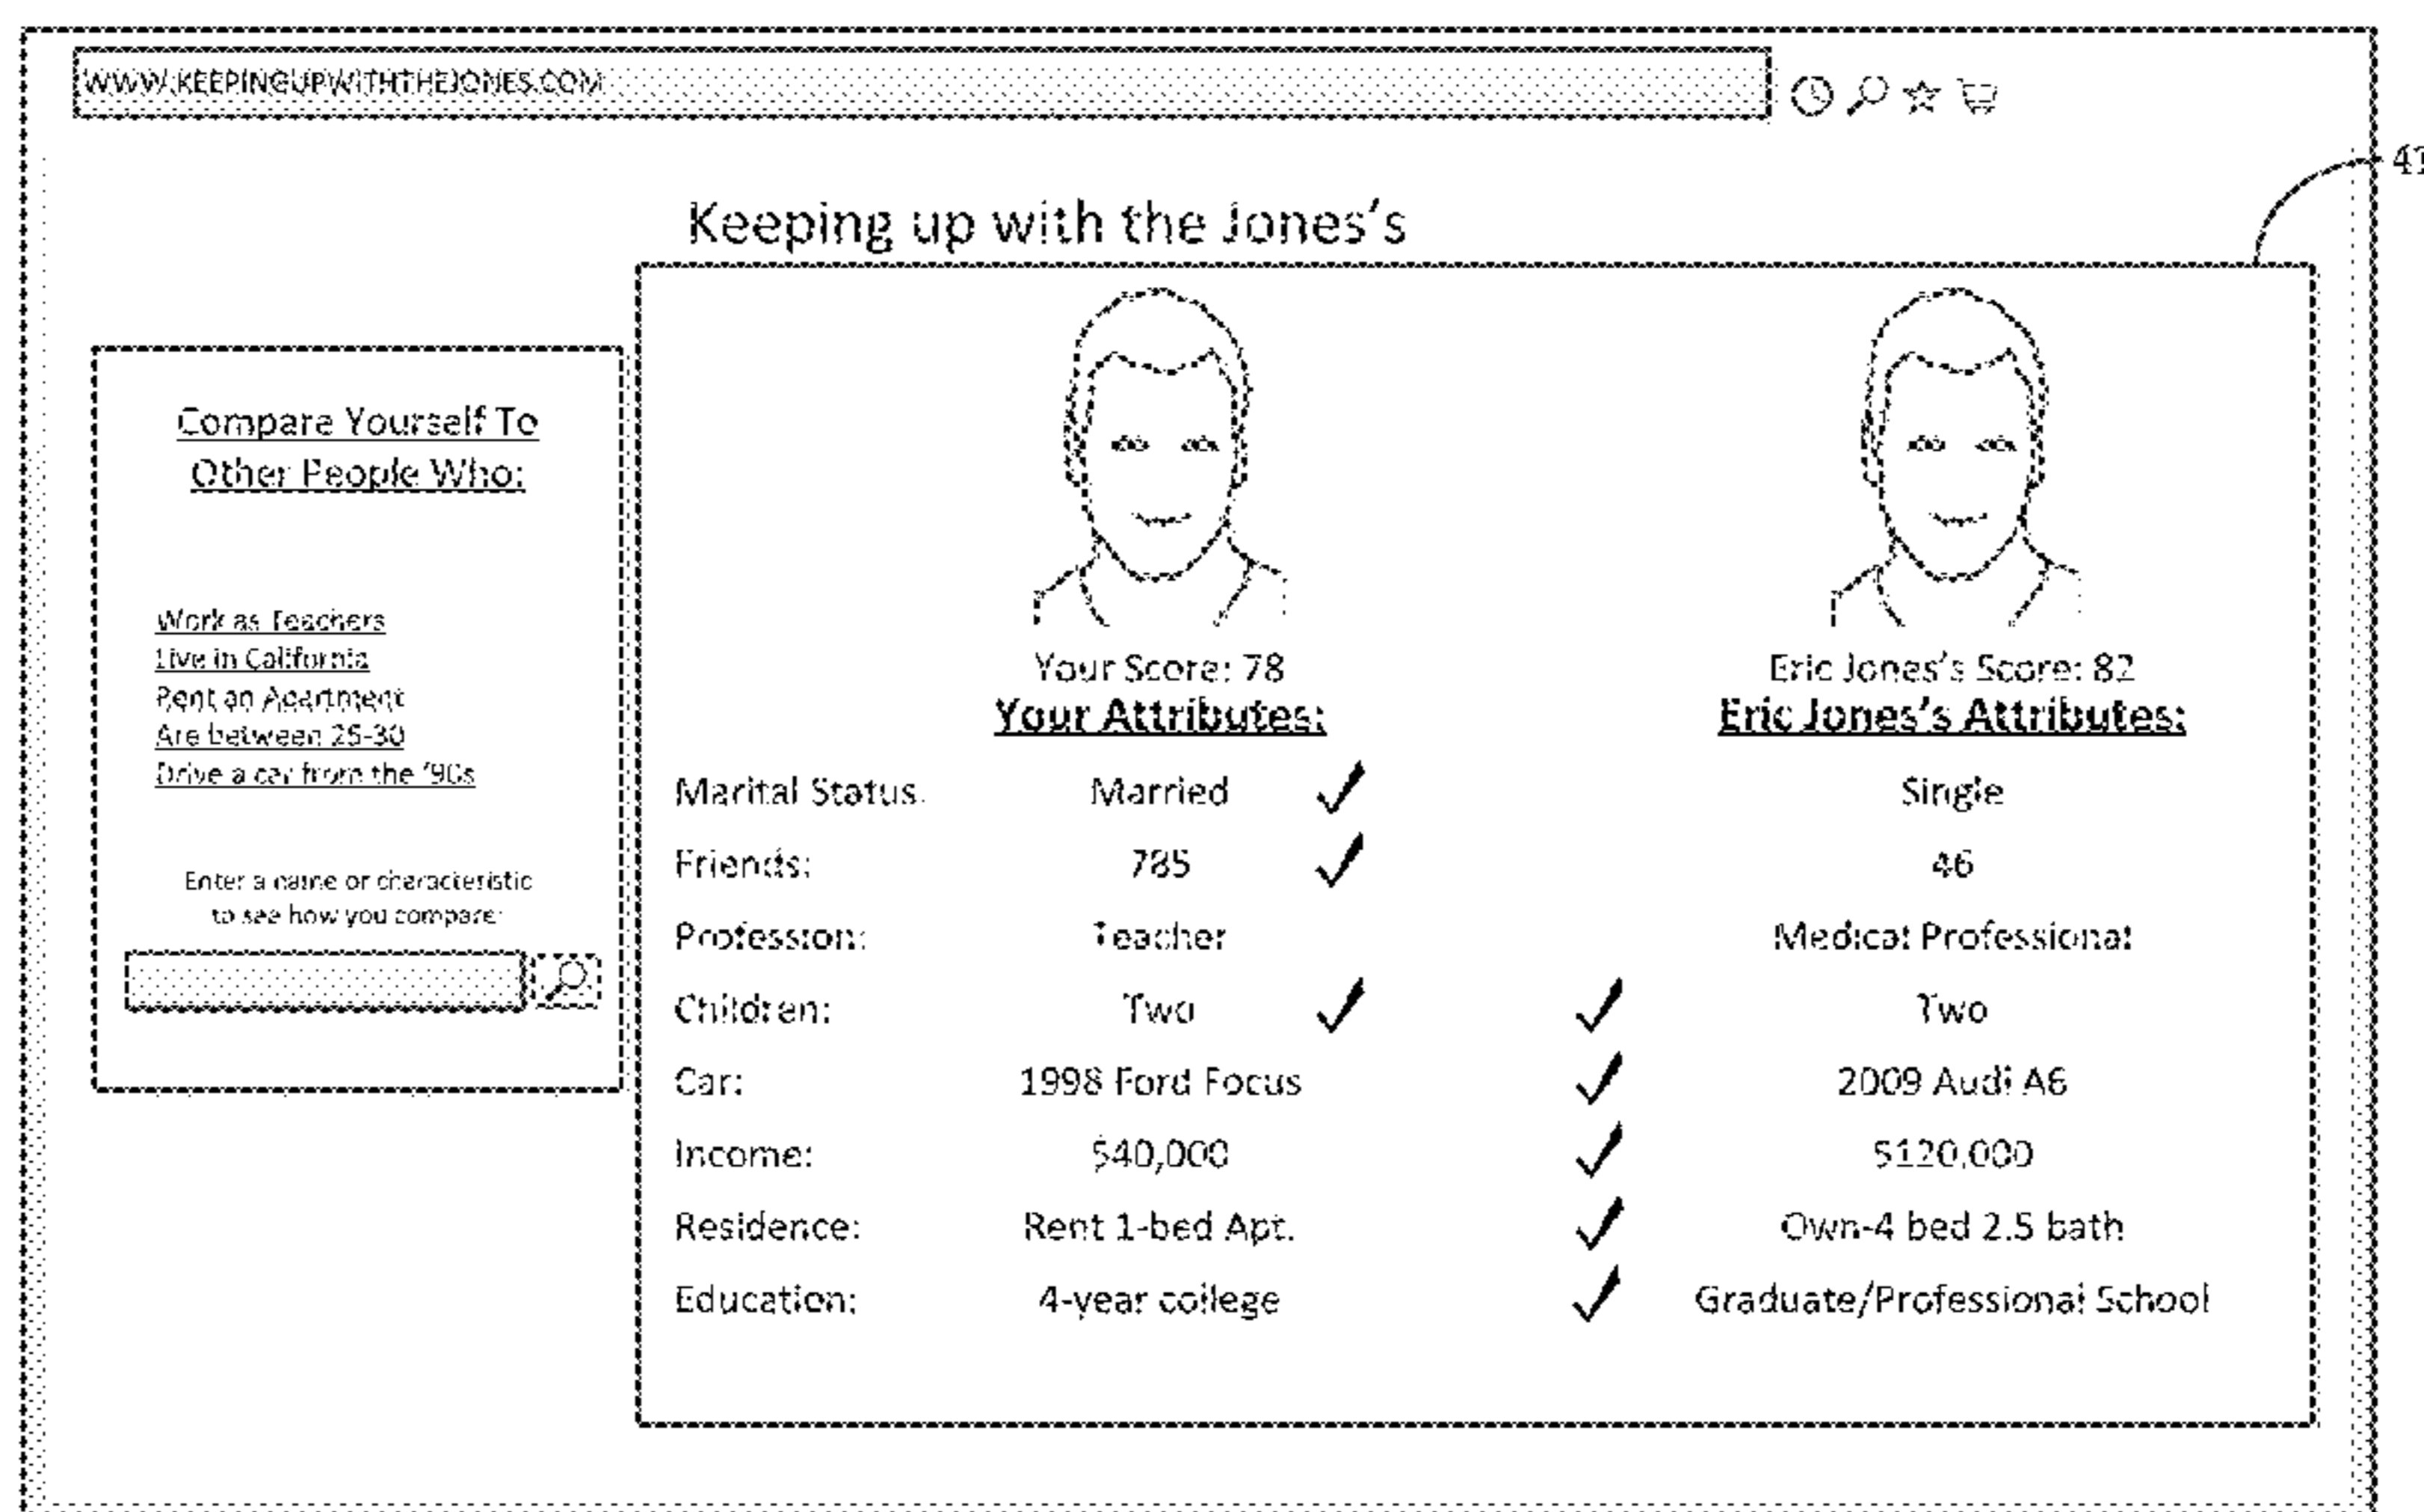 WWW.KEEPINGUPWITHTHEJONES.COM
Keeping up with the Jones's
Compare Yourself To
Other People Who:
Work as Teachers
Live in California
Rent an Apartment
Are between 25-30
Drive a car from the '90s
Enter a name or characteristic
to see how you compare:
Your Score: 78 Eric Jones's Score: 82
Your Attributes: Eric Jones's Attributes:
Marital Status: Married Single
Friends: 785 46
Profession: Teacher Medical Professional
Children: Two Two
Car: 1998 Ford Focus 2009 Audi A6
Income: $40,000 $120,000
Residence: Rent 1-bed Apt. Own-4 bed 2.5 bath
Education: 4-year college Graduate/Professional School